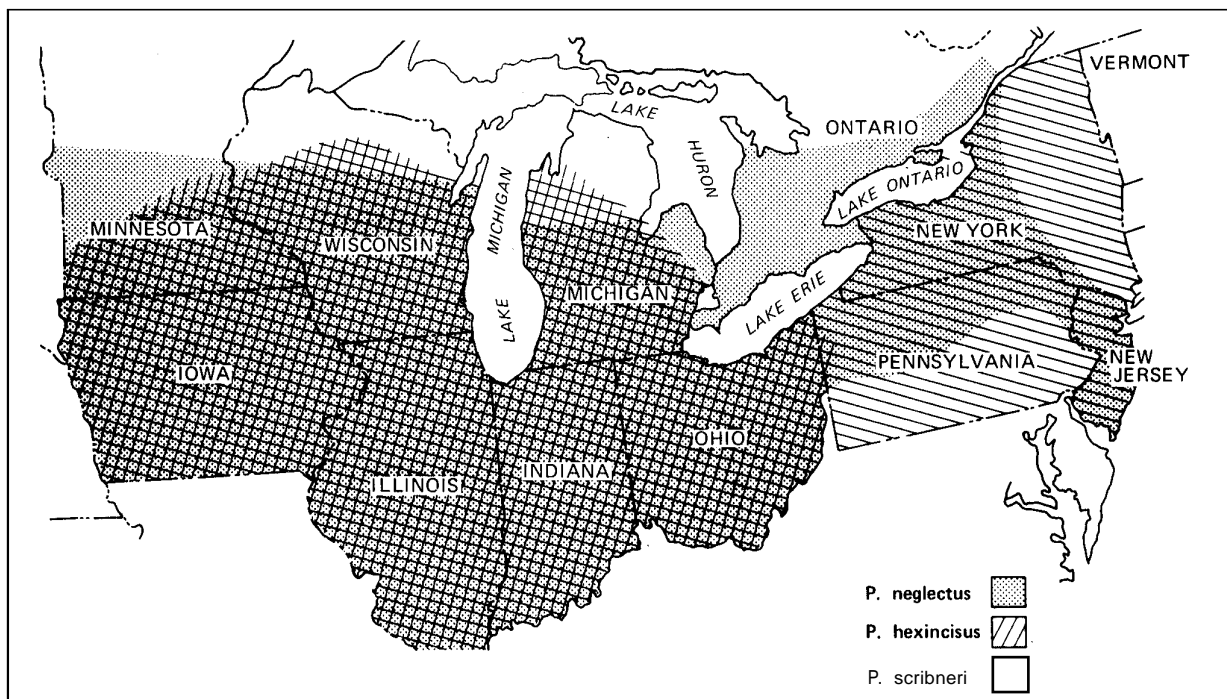 VERMONT
LAKE
ONTARIO
HURON
LAKE ONTARIO
MICHIGAN
MINNESOTA
WISCONSIN
NEW YORK
LAKE
MICHIGAN
LAKE ERIE
IOWA
PENNSYLVANIA
NEW
JERSEY
OHIO
ILLINOIS
INDIANA
P. neglectus
P. hexincisus
P. scribneri